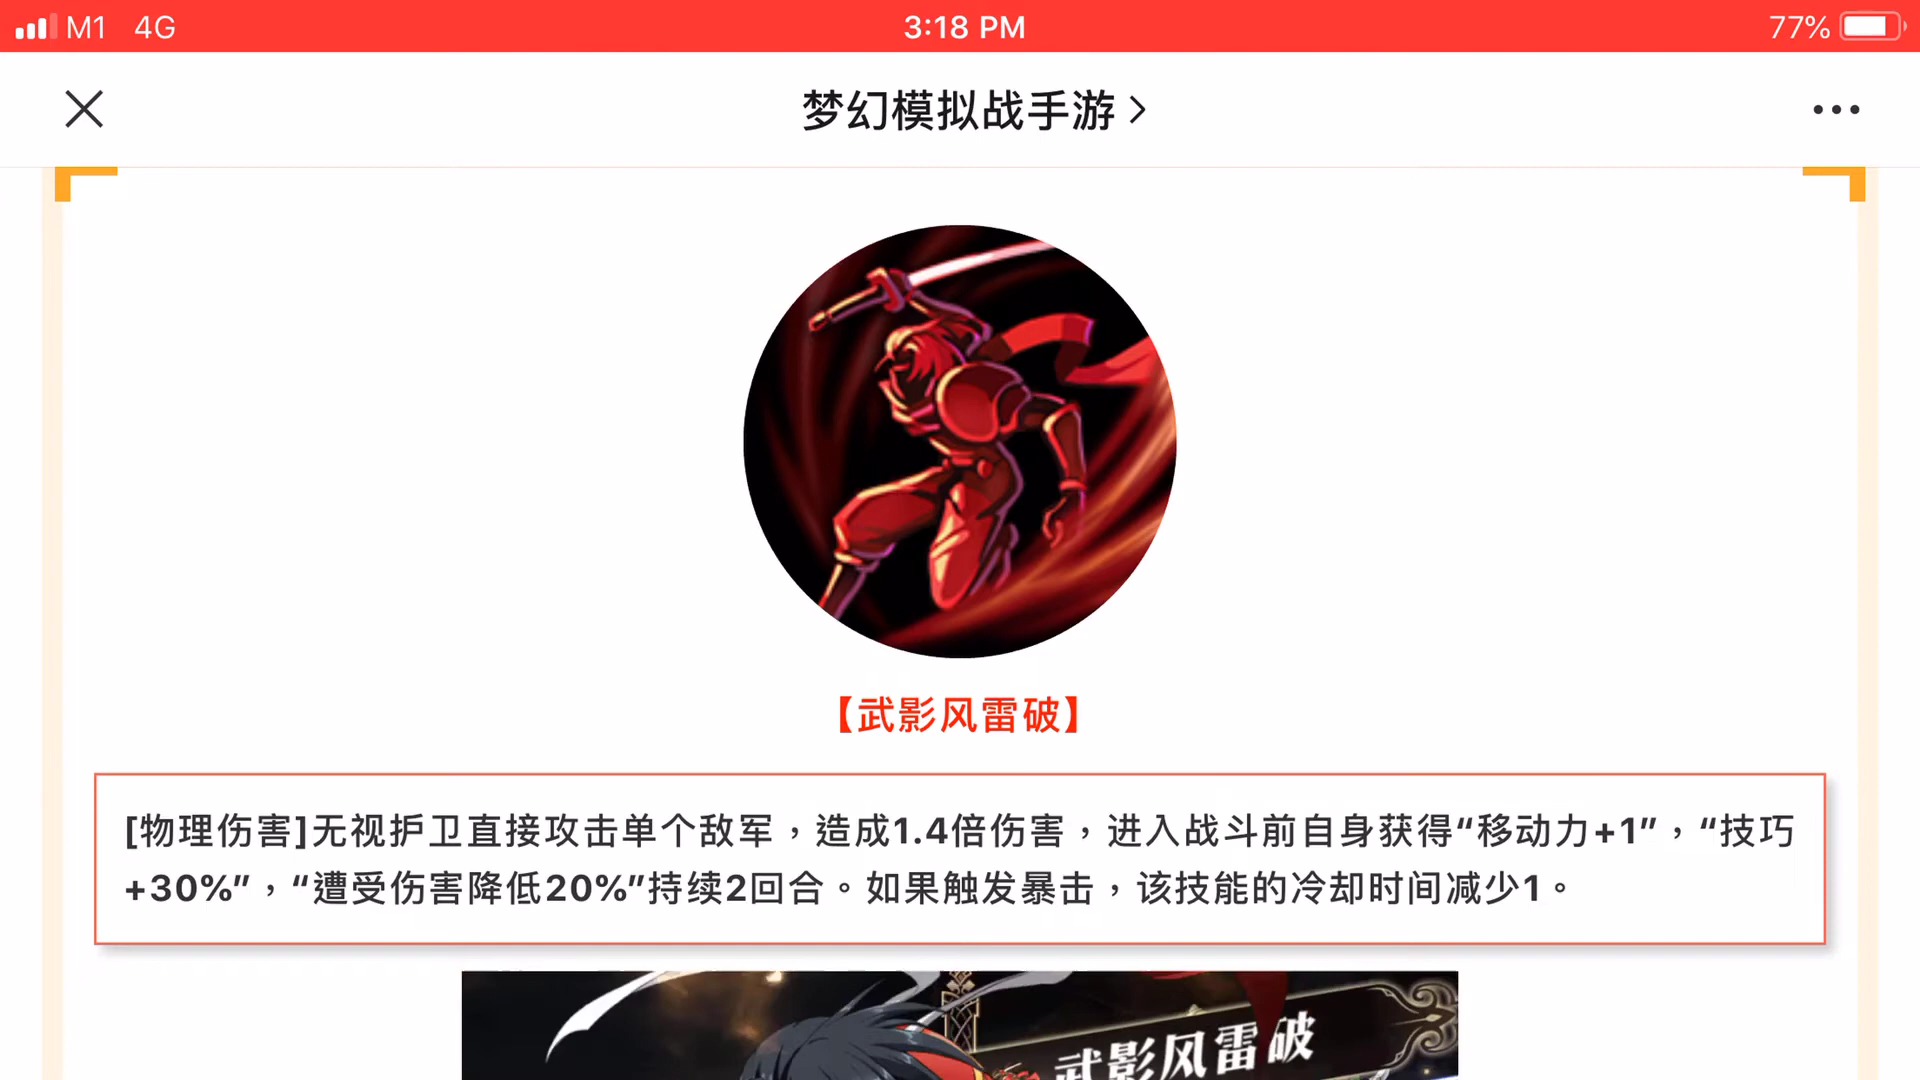 M1 4G 3:18 PM 77%
梦幻模拟战手游
【武影风雷破】
[物理伤害]无视护卫直接攻击单个敌军，造成1.4倍伤害，进入战斗前自身获得“移动力+1”，“技巧
+30%”，“遭受伤害降低20%”持续2回合。如果触发暴击，该技能的冷却时间减少1。
武影风雷破